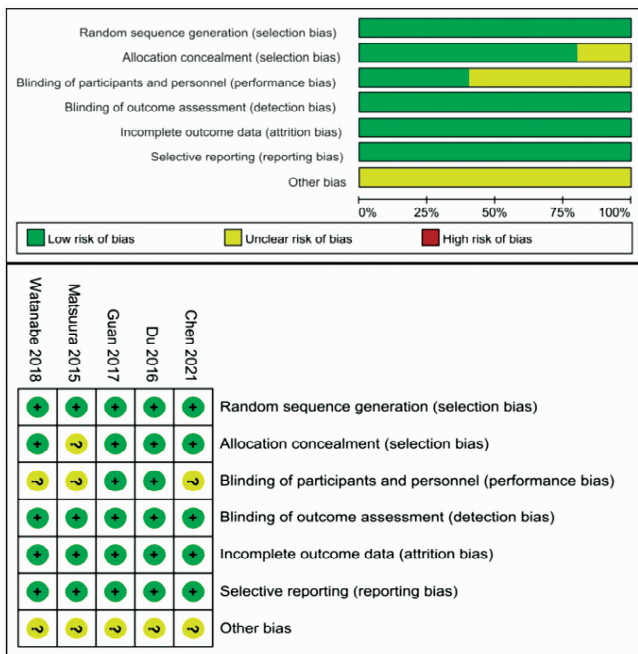 Random sequence generation (selection bias)
Allocation concealment (selection bias)
Blinding of participants and personnel (performance bias)
Blinding of outcome assessment (detection bias)
Incomplete outcome data (attrition bias)
Selective reporting (reporting bias)
Other bias
0% 25% 50% 75% 100%
Low risk of bias Unclear risk of bias High risk of bias
Watanabe 2018 Matsuura 2015 Guan 2017 Du 2016 Chen 2021
+ + + + + Random sequence generation (selection bias)
+ ? + + + Allocation concealment (selection bias)
? ? + + ? Blinding of participants and personnel (performance bias)
+ + + + + Blinding of outcome assessment (detection bias)
+ + + + + Incomplete outcome data (attrition bias)
+ + + + + Selective reporting (reporting bias)
? ? ? ? ? Other bias